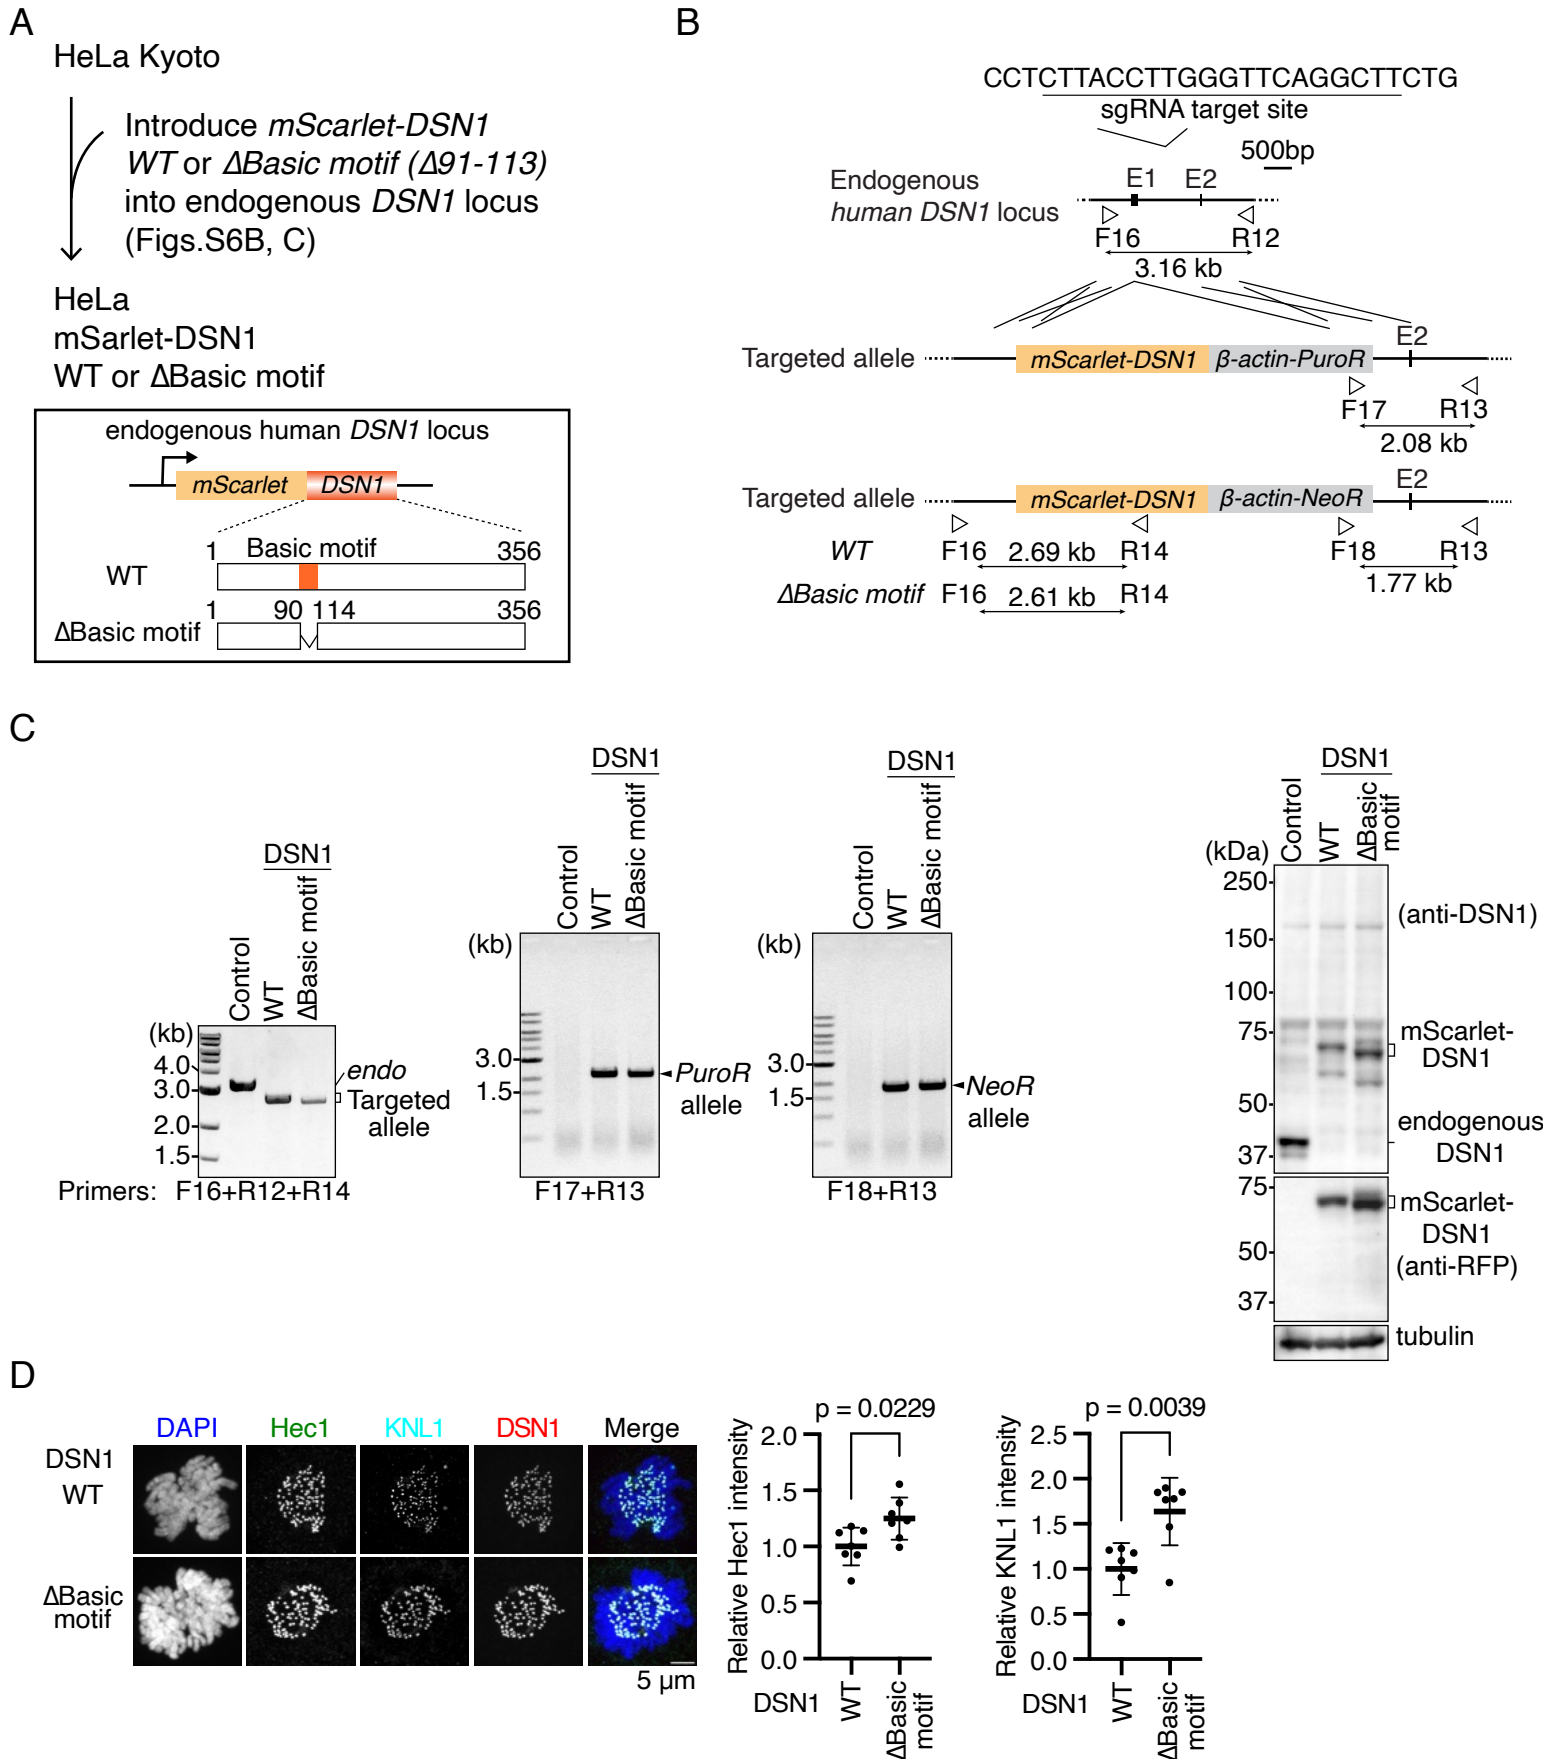 A
HeLa Kyoto
Introduce mScarlet-DSN1
WT or ΔBasic motif (Δ91-113)
into endogenous DSN1 locus
(Figs.S6B, C)
HeLa
mSarlet-DSN1
WT or ΔBasic motif
endogenous human DSN1 locus
mScarlet DSN1
1 Basic motif 356
WT
1 90 114 356
ΔBasic motif
B
CCTCTTACCTTGGGTTCAGGCTTCTG
sgRNA target site
500bp
Endogenous
human DSN1 locus
E1 E2
F16 R12
3.16 kb
E2
Targeted allele mScarlet-DSN1 β-actin-PuroR
F17 R13
2.08 kb
E2
Targeted allele mScarlet-DSN1 β-actin-NeoR
WT F16 2.69 kb R14 F18 R13
1.77 kb
ΔBasic motif F16 2.61 kb R14
C
DSN1
Control
WT
ΔBasic motif
(kb)
4.0
3.0
2.0
1.5
endo
Targeted
allele
Primers: F16+R12+R14
DSN1
Control
WT
ΔBasic motif
(kb)
3.0
1.5
PuroR
allele
F17+R13
DSN1
Control
WT
ΔBasic motif
(kb)
3.0
1.5
NeoR
allele
F18+R13
DSN1
Control
WT
ΔBasic
motif
(kDa)
250
150
100
75
50
37
(anti-DSN1)
mScarlet-
DSN1
endogenous
DSN1
75
50
37
mScarlet-
DSN1
(anti-RFP)
tubulin
D
DAPI Hec1 KNL1 DSN1 Merge
DSN1
WT
ΔBasic
motif
5 μm
p = 0.0229
Relative Hec1 intensity
2.0
1.5
1.0
0.5
0.0
DSN1
WT
ΔBasic
motif
p = 0.0039
Relative KNL1 intensity
2.5
2.0
1.5
1.0
0.5
0.0
DSN1
WT
ΔBasic
motif